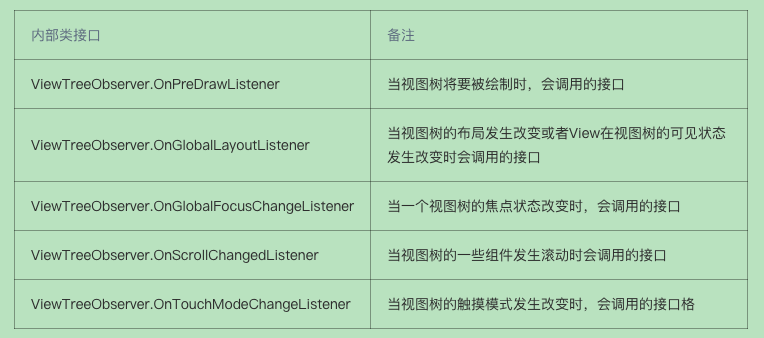 内部类接口
备注
ViewTreeObserver.OnPreDrawListener
当视图树将要被绘制时，会调用的接口
ViewTreeObserver.OnGlobalLayoutListener
当视图树的布局发生改变或者View在视图树的可见状态
发生改变时会调用的接口
ViewTreeObserver.OnGlobalFocusChangeListener
当一个视图树的焦点状态改变时，会调用的接口
ViewTreeObserver.OnScrollChangedListener
当视图树的一些组件发生滚动时会调用的接口
ViewTreeObserver.OnTouchModeChangeListener
当视图树的触摸模式发生改变时，会调用的接口格